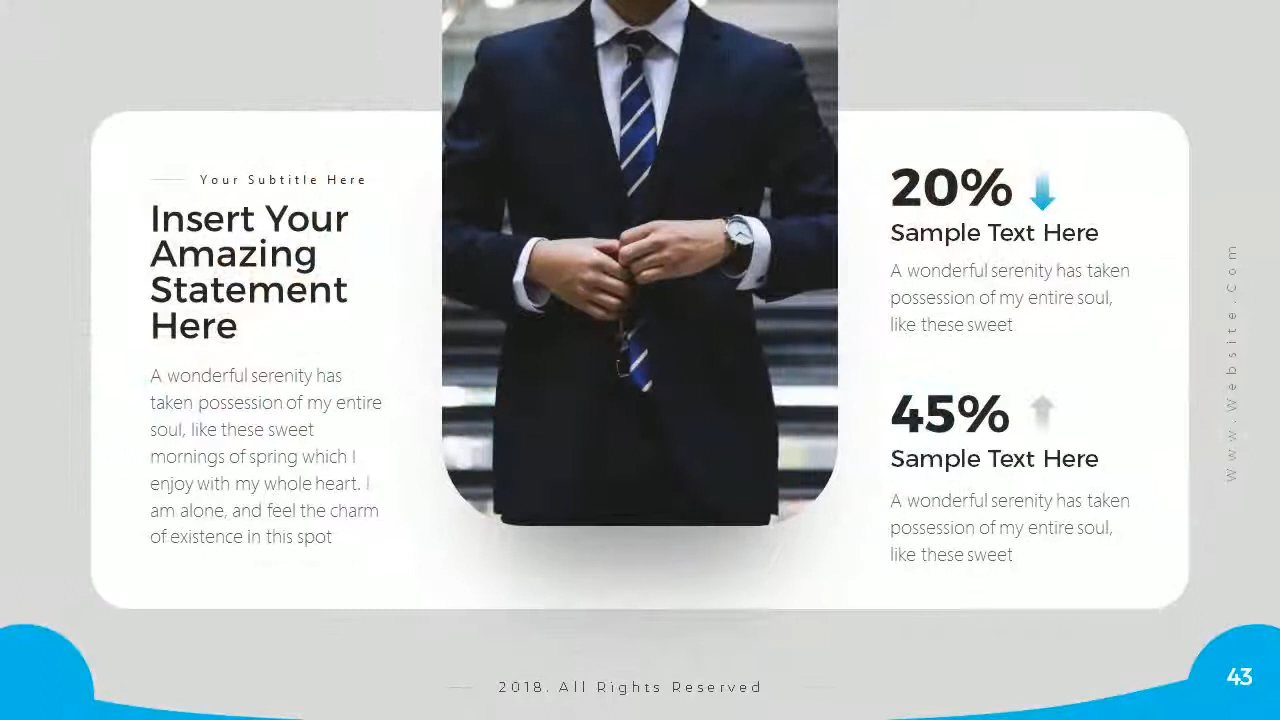 Your Subtitle Here
Insert Your
Amazing
Statement
Here
A wonderful serenity has
taken possession of my entire
soul, like these sweet
mornings of spring which I
enjoy with my whole heart. I
am alone, and feel the charm
of existence in this spot
20%
Sample Text Here
A wonderful serenity has taken
possession of my entire soul,
like these sweet
45%
Sample Text Here
A wonderful serenity has taken
possession of my entire soul,
like these sweet
Www.Website.Com
2018. All Rights Reserved
43